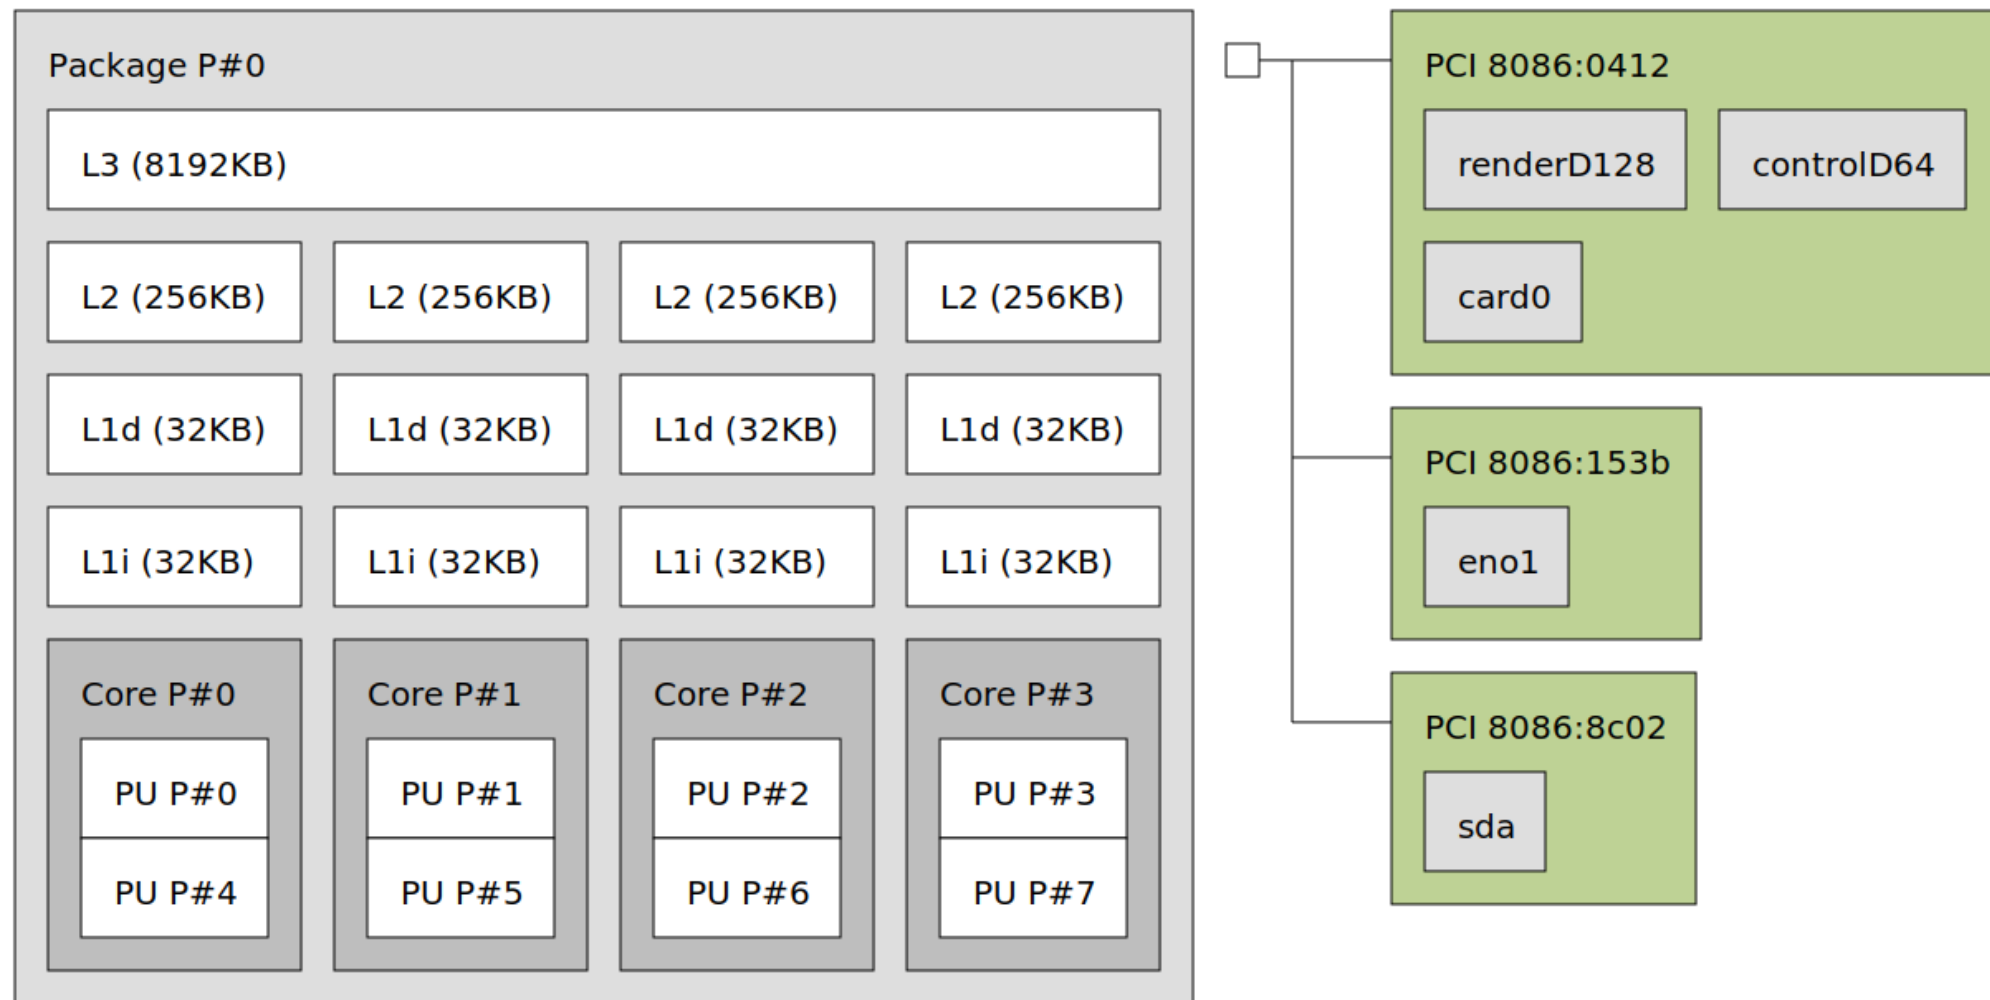 Package P#0
L3 (8192KB)
L2 (256KB) L2 (256KB) L2 (256KB) L2 (256KB)
L1d (32KB) L1d (32KB) L1d (32KB) L1d (32KB)
L1i (32KB) L1i (32KB) L1i (32KB) L1i (32KB)
Core P#0 Core P#1 Core P#2 Core P#3
PU P#0 PU P#1 PU P#2 PU P#3
PU P#4 PU P#5 PU P#6 PU P#7
PCI 8086:0412
renderD128 controlD64
card0
PCI 8086:153b
eno1
PCI 8086:8c02
sda